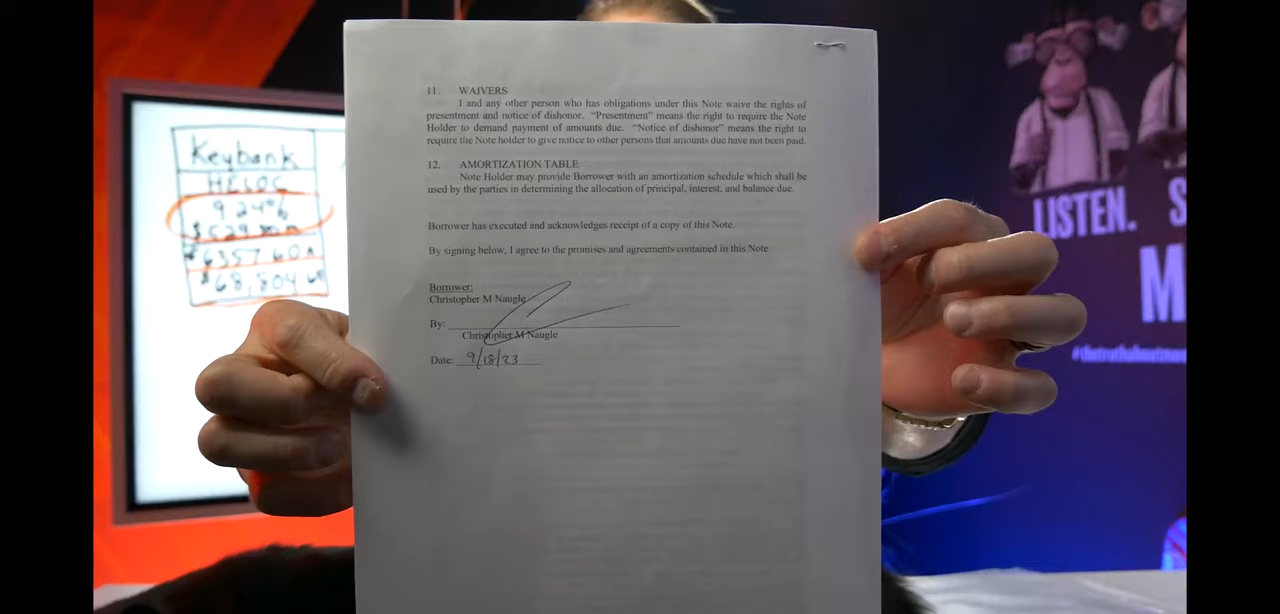 11. WAIVERS
I and any other person who has obligations under this Note waive the rights of
presentment and notice of dishonor. “Presentment” means the right to require the Note
Holder to demand payment of amounts due. “Notice of dishonor” means the right to
require the Note holder to give notice to other persons that amounts due have not been paid.
12. AMORTIZATION TABLE
Note Holder may provide Borrower with an amortization schedule which shall be
used by the parties in determining the allocation of principal, interest, and balance due.
Borrower has executed and acknowledges receipt of a copy of this Note.
By signing below, I agree to the promises and agreements contained in this Note
Borrower:
Christopher M Naugle
By:
Christopher M Naugle
Date: 9/18/23
Keybank
HELOC
9.24%
LISTEN.
S
M